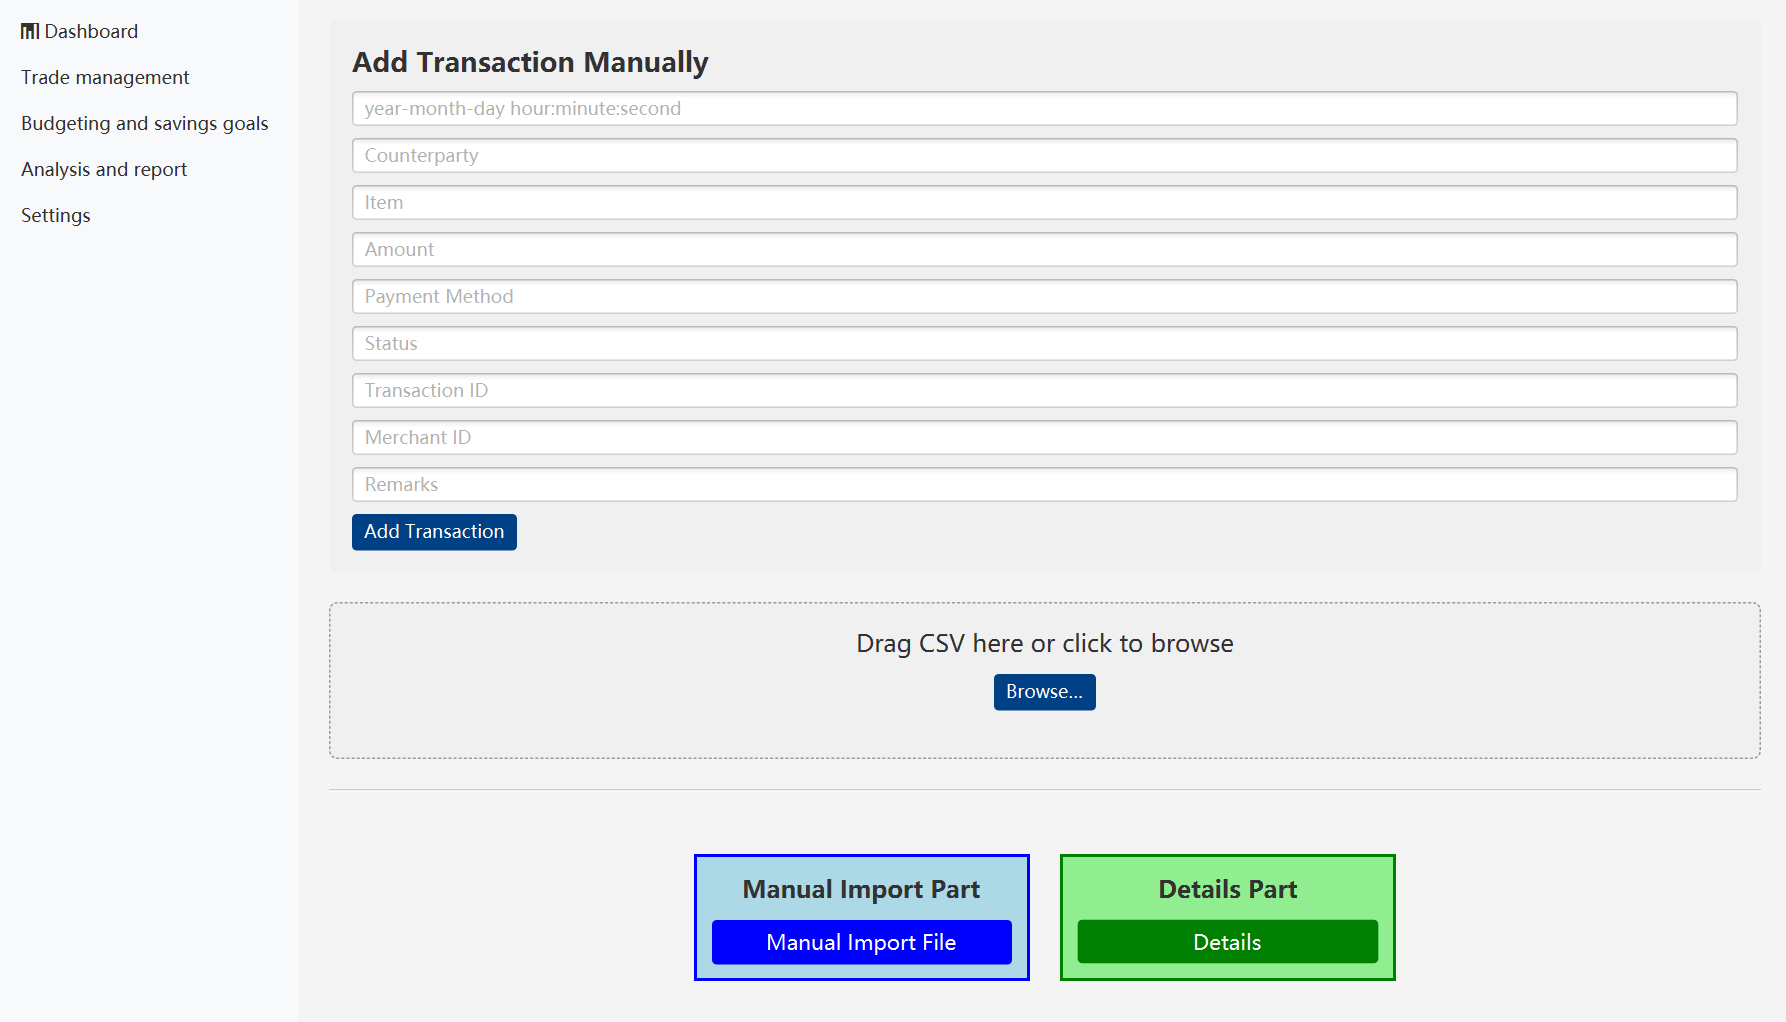 Dashboard
Trade management
Budgeting and savings goals
Analysis and report
Settings
Add Transaction Manually
year-month-day hour:minute:second
Counterparty
Item
Amount
Payment Method
Status
Transaction ID
Merchant ID
Remarks
Add Transaction
Drag CSV here or click to browse
Browse...
Manual Import Part
Manual Import File
Details Part
Details